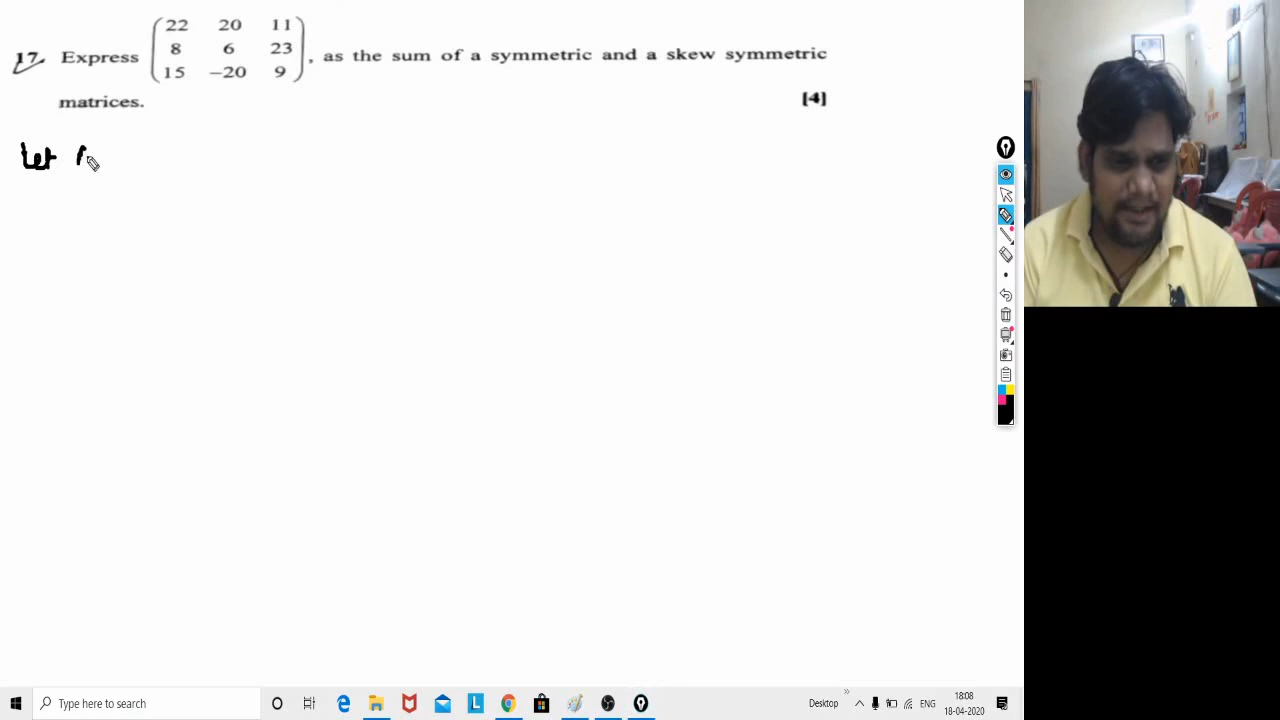 17. Express (22 20 11
8 6 23
15 −20 9), as the sum of a symmetric and a skew symmetric
matrices.
[4]
Let
Type here to search
Desktop
ENG
18:08
18-04-2020